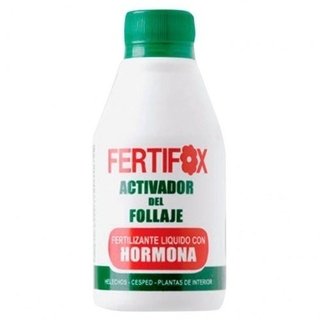 FERTIFOX
ACTIVADOR
DEL
FOLLAJE
FERTILIZANTE LIQUIDO CON
HORMONA
HELECHOS - CESPED - PLANTAS DE INTERIOR